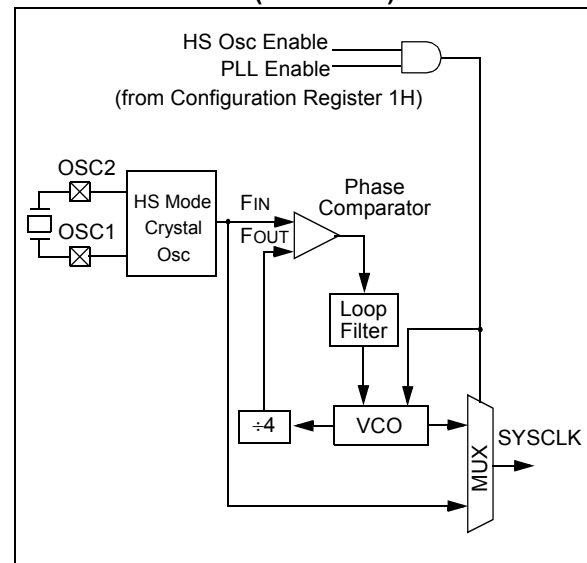 HS Osc Enable
PLL Enable
(from Configuration Register 1H)
OSC2
OSC1
HS Mode
Crystal
Osc
FIN
FOUT
Phase
Comparator
Loop
Filter
÷4
VCO
MUX
SYSCLK